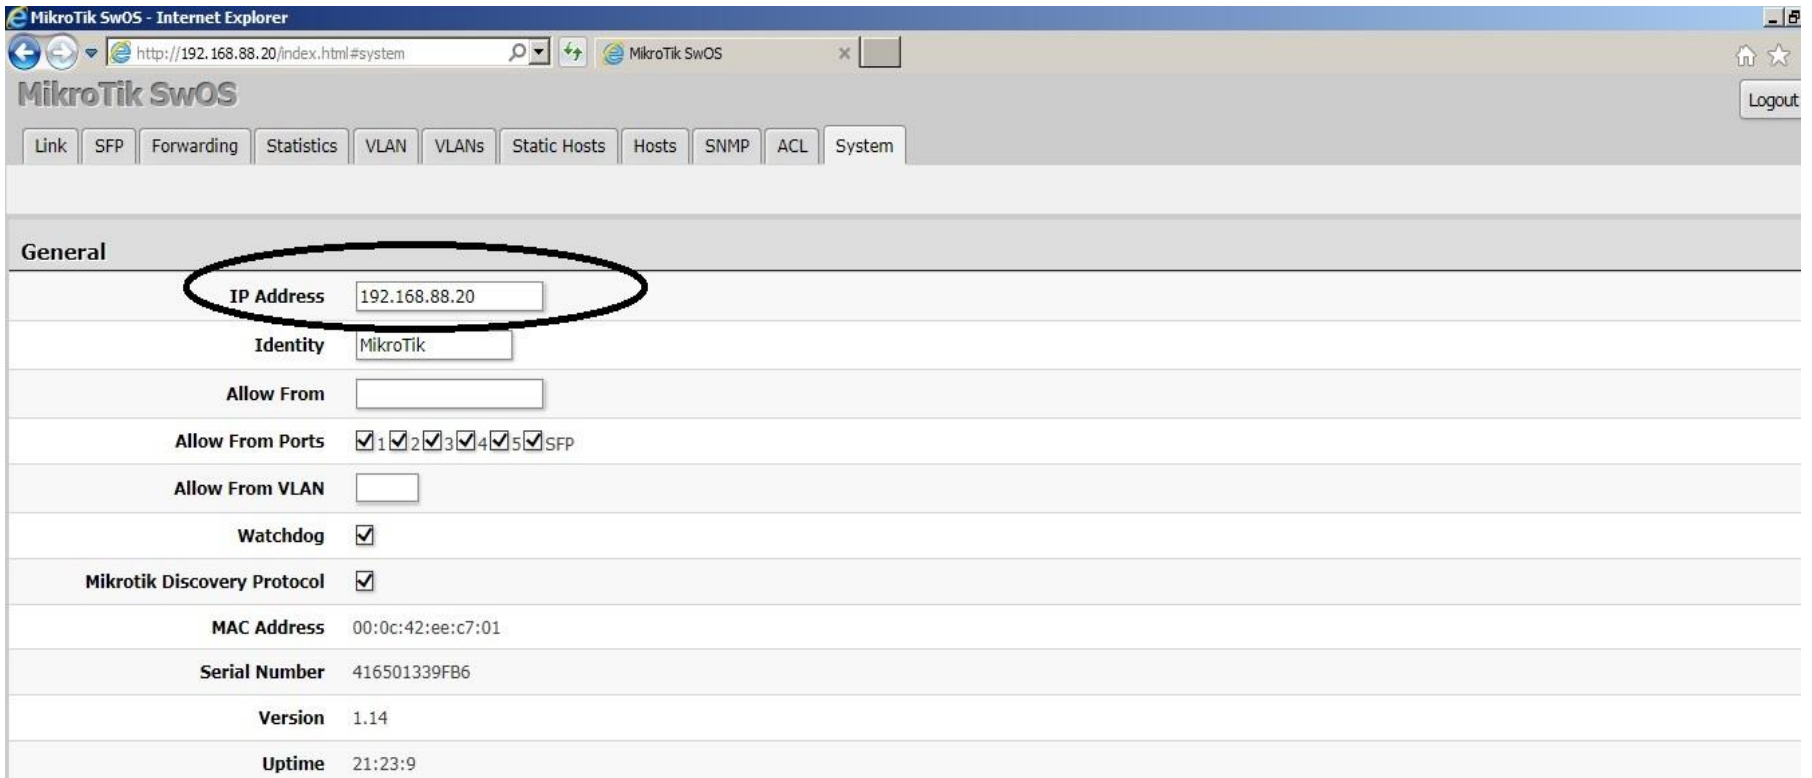 MikroTik SwOS - Internet Explorer
http://192.168.88.20/index.html#system MikroTik SwOS
MikroTik SwOS
Logout
Link SFP Forwarding Statistics VLAN VLANs Static Hosts Hosts SNMP ACL System
General
IP Address 192.168.88.20
Identity MikroTik
Allow From
Allow From Ports 1 2 3 4 5 SFP
Allow From VLAN
Watchdog
Mikrotik Discovery Protocol
MAC Address 00:0c:42:ee:c7:01
Serial Number 416501339FB6
Version 1.14
Uptime 21:23:9